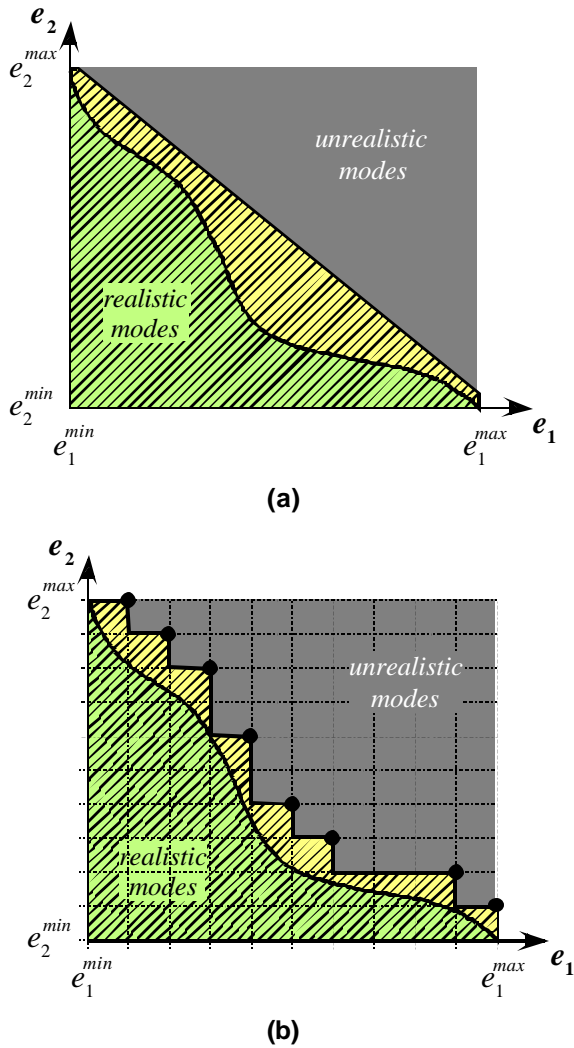 e₂
e₂ᵐᵃˣ
unrealistic
modes
realistic
modes
e₂ᵐⁱⁿ
e₁ᵐⁱⁿ
e₁ᵐᵃˣ
e₁
(a)
e₂
e₂ᵐᵃˣ
unrealistic
modes
realistic
modes
e₂ᵐⁱⁿ
e₁ᵐⁱⁿ
e₁ᵐᵃˣ
e₁
(b)